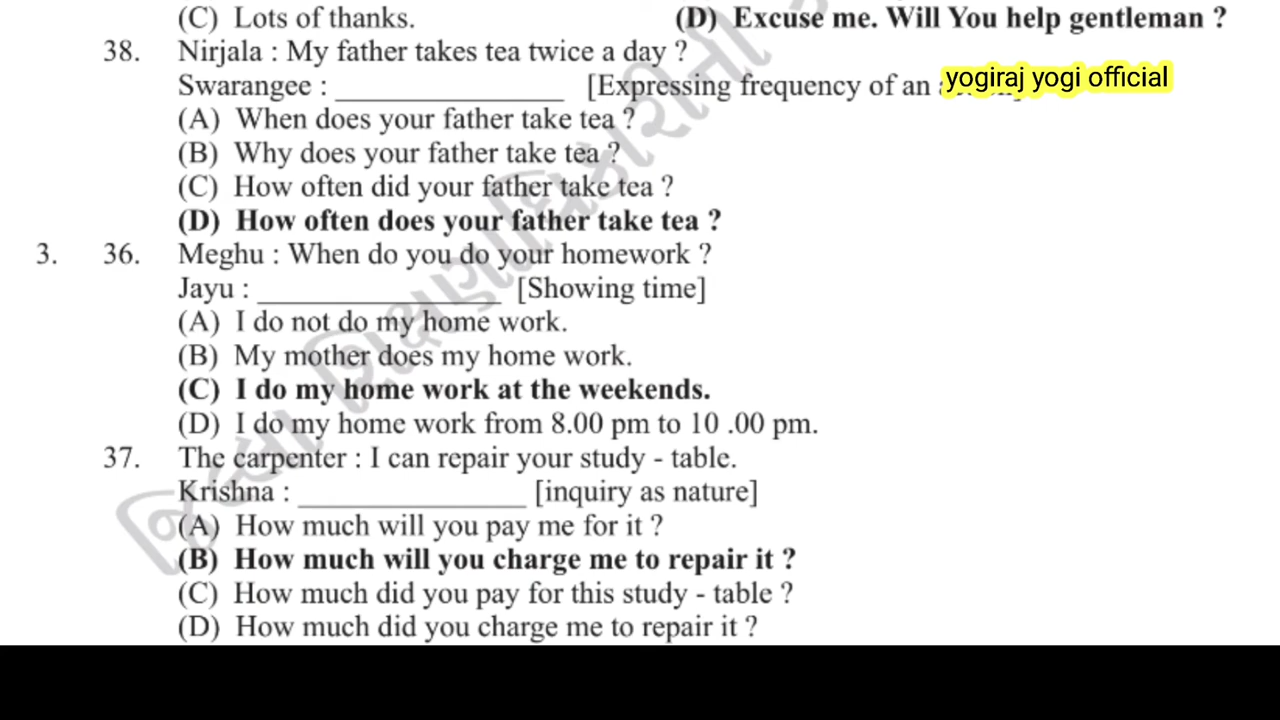 (C) Lots of thanks. (D) Excuse me. Will You help gentleman ?
38. Nirjala : My father takes tea twice a day ?
yogiraj yogi official
Swarangee : ________________ [Expressing frequency of an
(A) When does your father take tea ?
(B) Why does your father take tea ?
(C) How often did your father take tea ?
(D) How often does your father take tea ?
3. 36. Meghu : When do you do your homework ?
Jayu : _________________ [Showing time]
(A) I do not do my home work.
(B) My mother does my home work.
(C) I do my home work at the weekends.
(D) I do my home work from 8.00 pm to 10 .00 pm.
37. The carpenter : I can repair your study - table.
Krishna : ________________ [inquiry as nature]
(A) How much will you pay me for it ?
(B) How much will you charge me to repair it ?
(C) How much did you pay for this study - table ?
(D) How much did you charge me to repair it ?